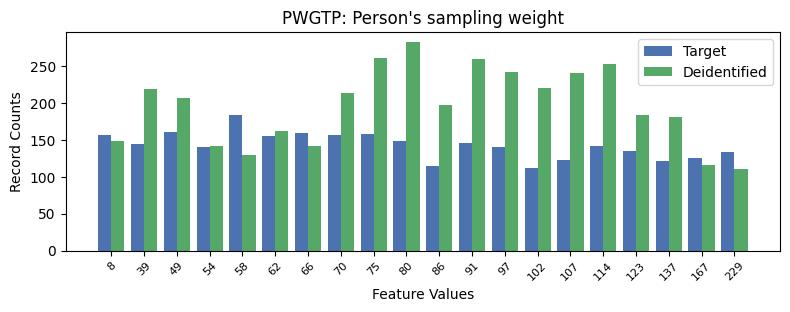 PWGTP: Person's sampling weight
Target
Deidentified
Record Counts
250
200
150
100
50
0
8 39 49 54 58 62 66 70 75 80 86 91 97 102 107 114 123 137 167 229
Feature Values